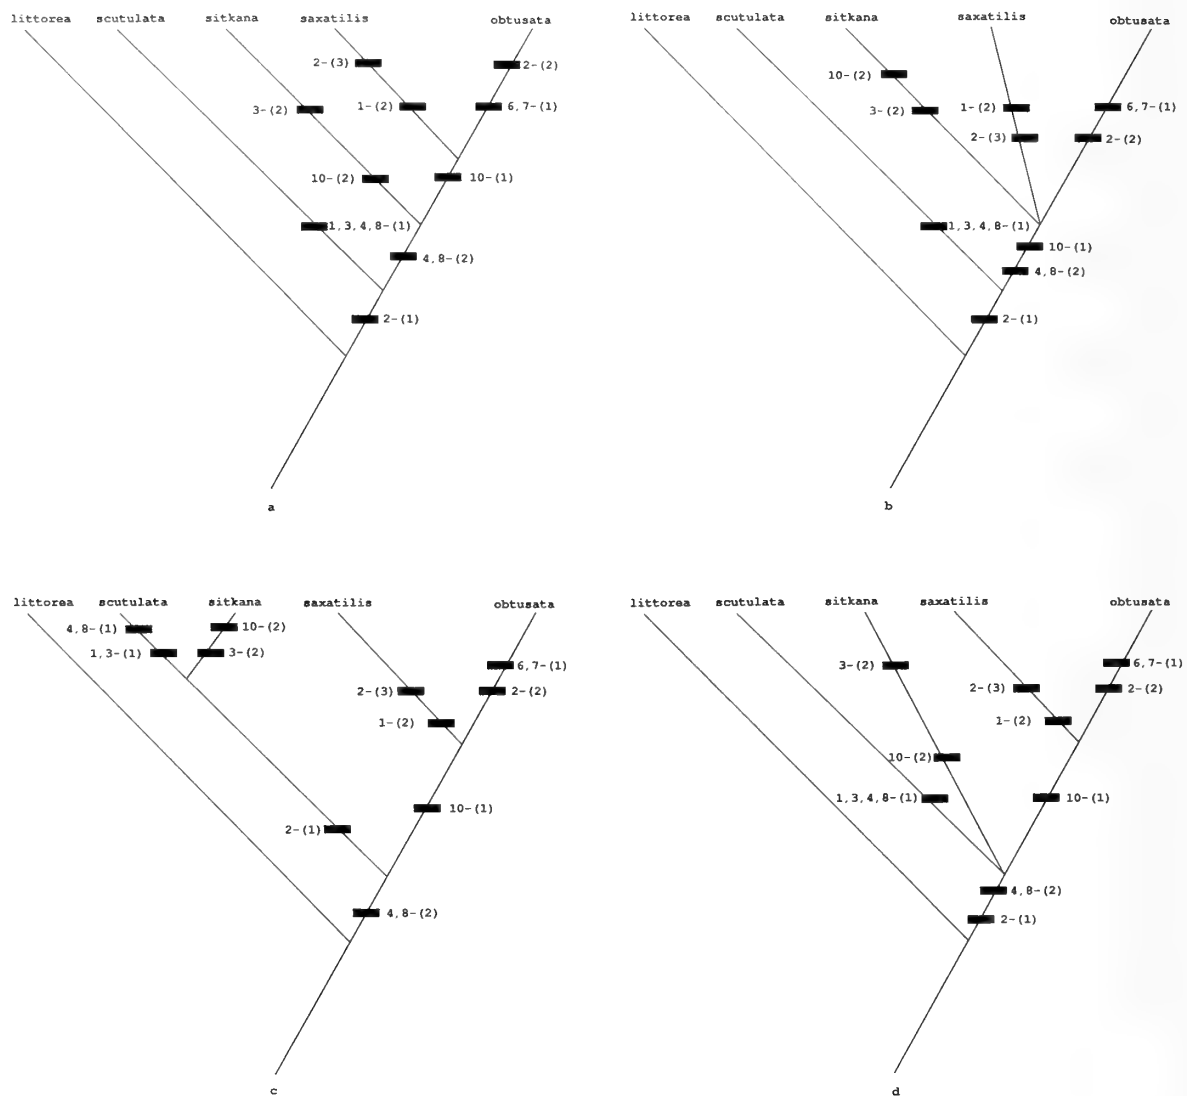 littorea scutulata sitkana saxatilis obtusata
2-(3) 2-(2)
3-(2) 1-(2) 6,7-(1)
10-(2) 10-(1)
1,3,4,8-(1)
4,8-(2)
2-(1)
a
littorea scutulata sitkana saxatilis obtusata
10-(2)
3-(2) 1-(2) 6,7-(1)
2-(3) 2-(2)
1,3,4,8-(1)
10-(1)
4,8-(2)
2-(1)
b
littorea scutulata sitkana saxatilis obtusata
4,8-(1) 10-(2)
1,3-(1) 3-(2) 6,7-(1)
2-(3) 2-(2)
1-(2)
10-(1)
2-(1)
4,8-(2)
c
littorea scutulata sitkana saxatilis obtusata
3-(2) 6,7-(1)
2-(3) 2-(2)
1-(2)
10-(2)
1,3,4,8-(1) 10-(1)
4,8-(2)
2-(1)
d